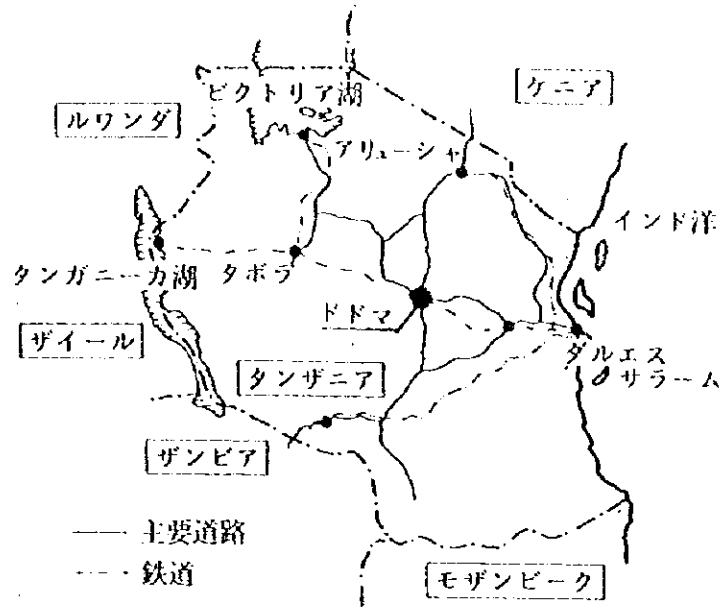 ケニア
ビクトリア湖
ルワンダ
アリューシャ
インド洋
タンガニーカ湖
タボラ
ドドマ
ザイール
ダルエス
サラーム
タンザニア
ザンビア
主要道路
鉄道
モザンビーク